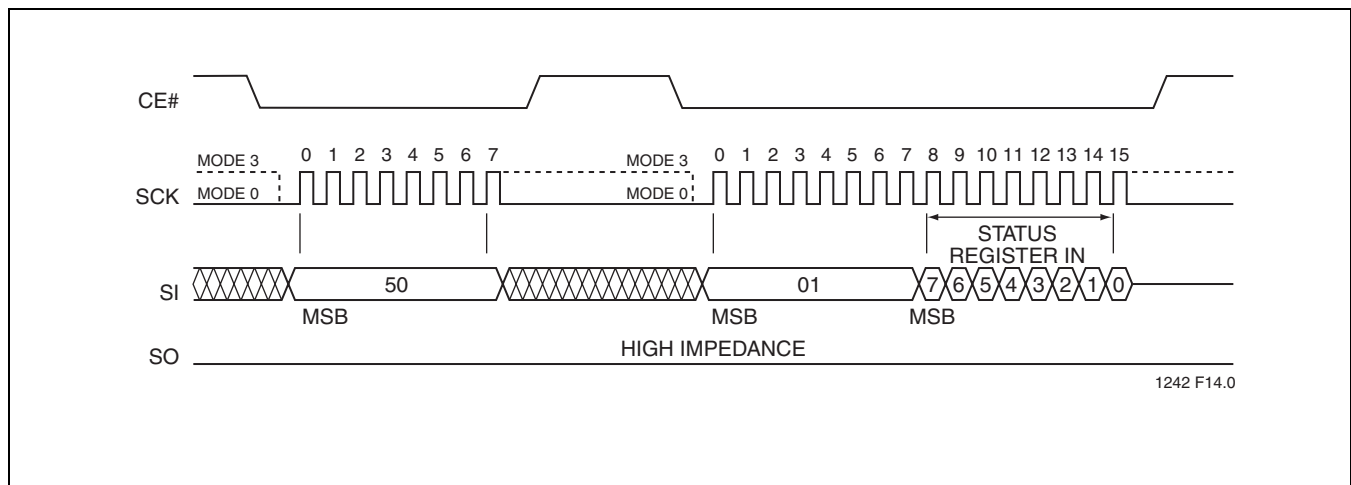 CE#
MODE 3 0 1 2 3 4 5 6 7 MODE 3 0 1 2 3 4 5 6 7 8 9 10 11 12 13 14 15
SCK MODE 0 MODE 0
STATUS
REGISTER IN
SI 50 01 7 6 5 4 3 2 1 0
MSB MSB MSB
SO HIGH IMPEDANCE
1242 F14.0